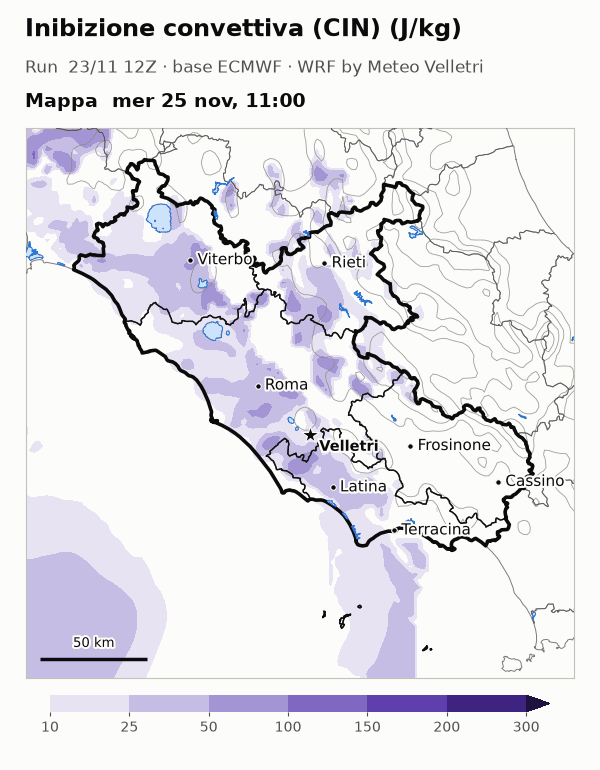 Inibizione convettiva (CIN) (J/kg)
Run  23/11 12Z · base ECMWF · WRF by Meteo Velletri
Mappa  mer 25 nov, 11:00
Viterbo
Rieti
Roma
Velletri
Frosinone
Latina
Cassino
Terracina
50 km
10 25 50 100 150 200 300